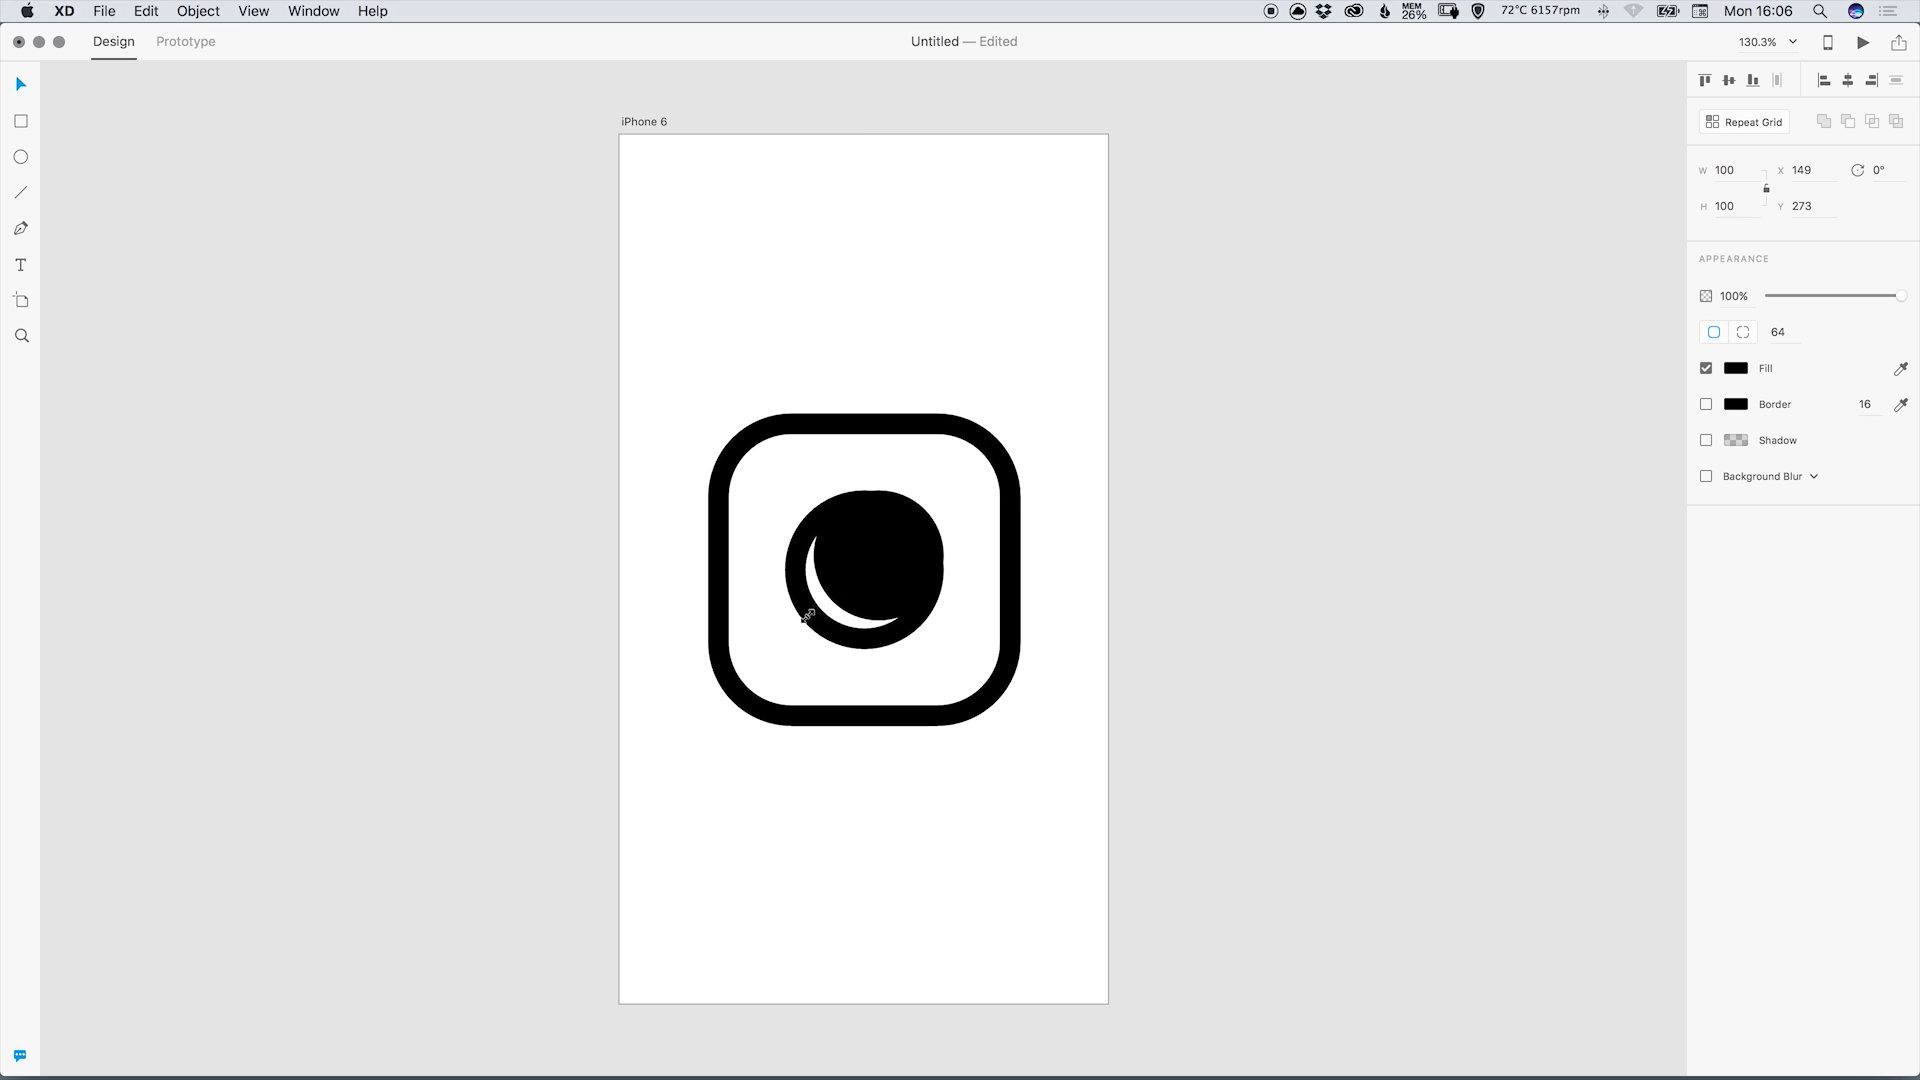 XD File Edit Object View Window Help MEM 26% 72°C 6157rpm Mon 16:06
Design Prototype Untitled — Edited 130.3%
iPhone 6
Repeat Grid
W 100 X 149 0°
H 100 Y 273
APPEARANCE
100%
64
Fill
Border 16
Shadow
Background Blur
T